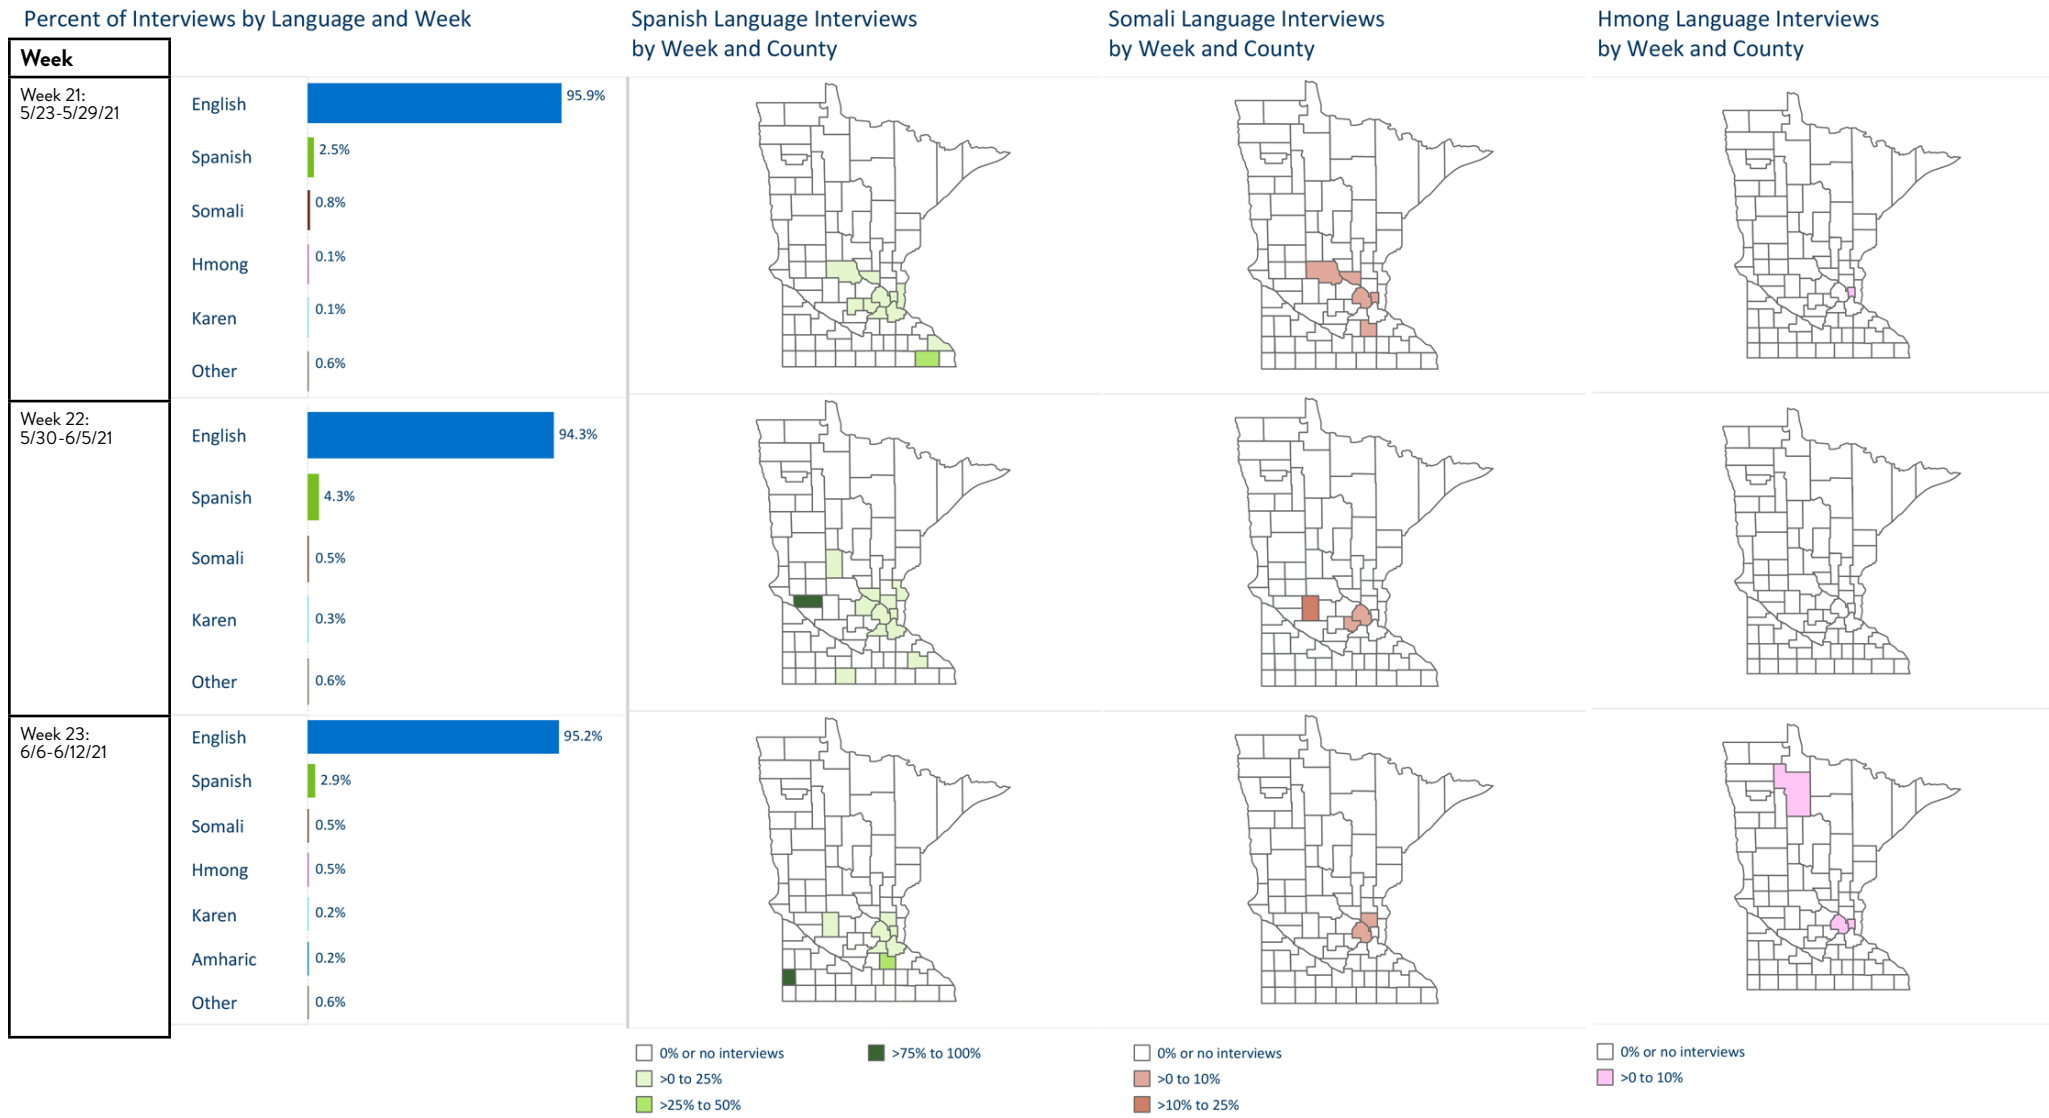 Percent of Interviews by Language and Week
Spanish Language Interviews
by Week and County
Somali Language Interviews
by Week and County
Hmong Language Interviews
by Week and County
Week
Week 21:
5/23-5/29/21
English 95.9%
Spanish 2.5%
Somali 0.8%
Hmong 0.1%
Karen 0.1%
Other 0.6%
Week 22:
5/30-6/5/21
English 94.3%
Spanish 4.3%
Somali 0.5%
Karen 0.3%
Other 0.6%
Week 23:
6/6-6/12/21
English 95.2%
Spanish 2.9%
Somali 0.5%
Hmong 0.5%
Karen 0.2%
Amharic 0.2%
Other 0.6%
0% or no interviews
>0 to 25%
>25% to 50%
>75% to 100%
0% or no interviews
>0 to 10%
>10% to 25%
0% or no interviews
>0 to 10%